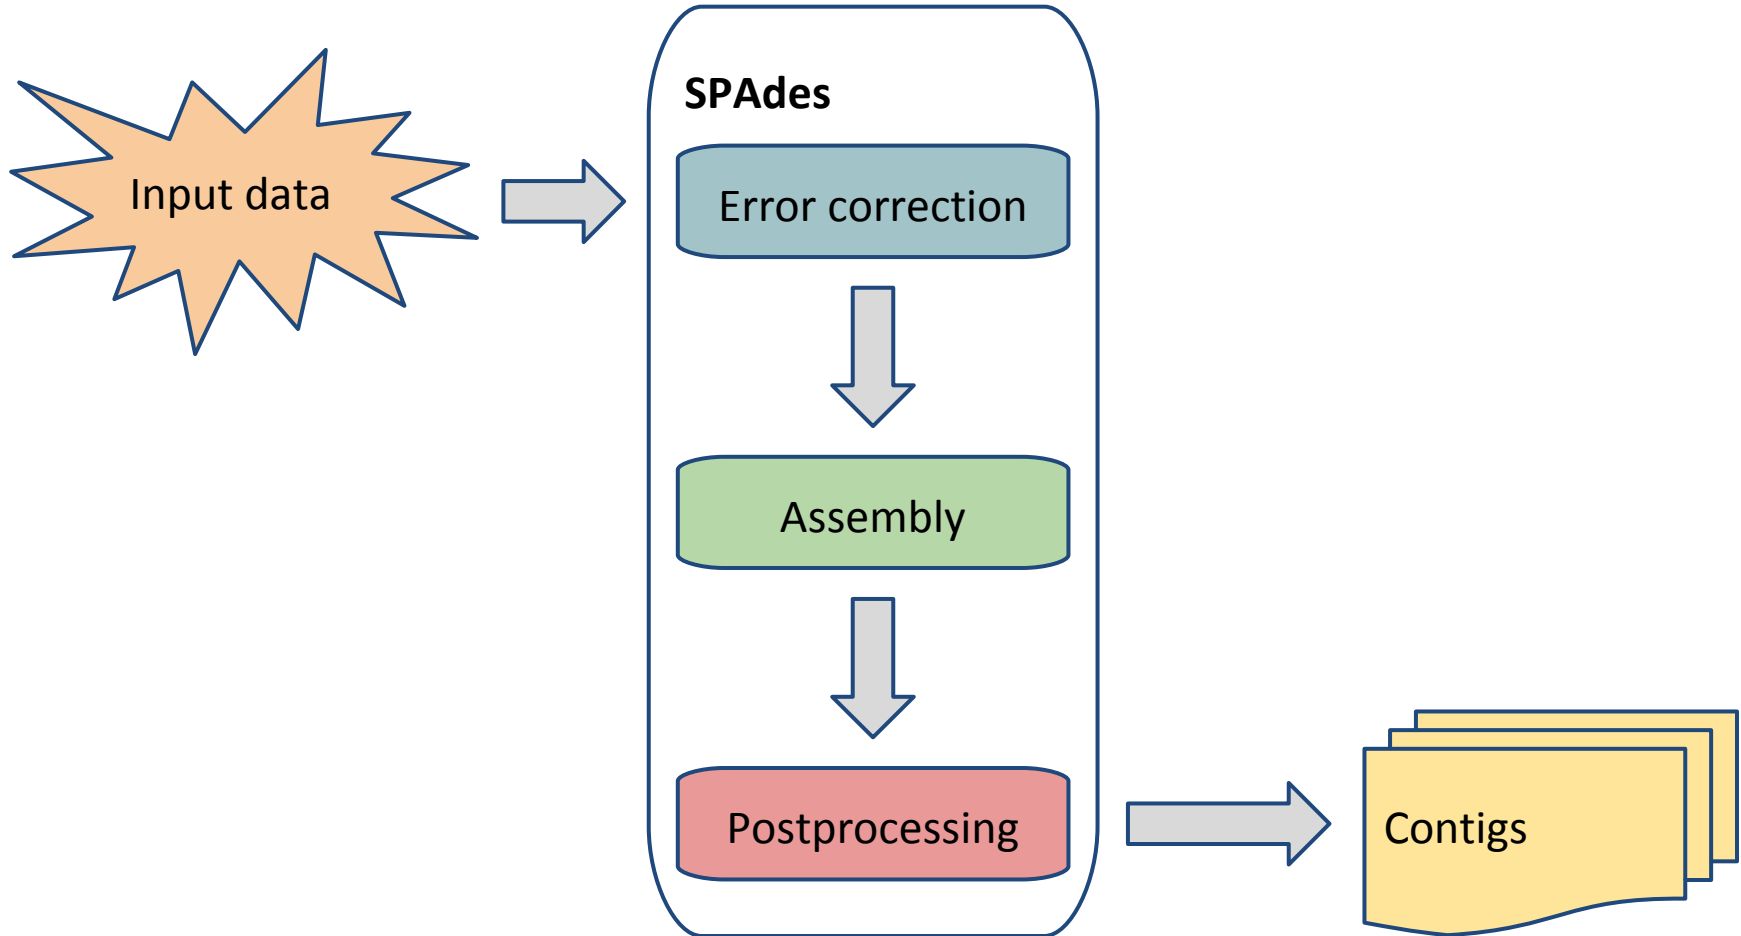 SPAdes
Input data
Error correction
Assembly
Postprocessing
Contigs